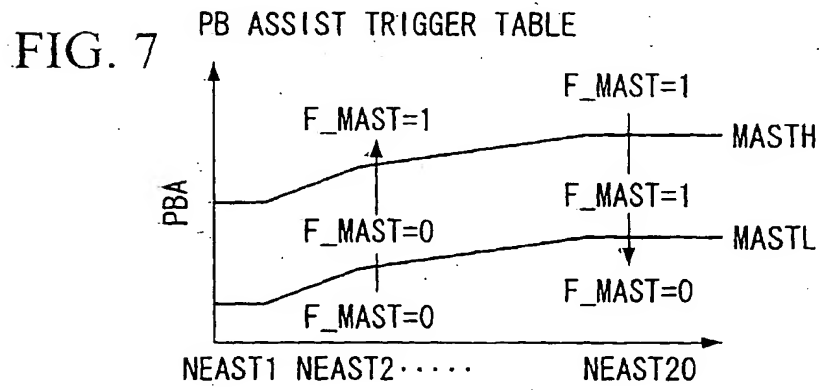 FIG. 7
PB ASSIST TRIGGER TABLE
F_MAST=1
F_MAST=1
MASTH
PBA
F_MAST=1
F_MAST=0
MASTL
F_MAST=0
F_MAST=0
NEAST1 NEAST2 ····· NEAST20